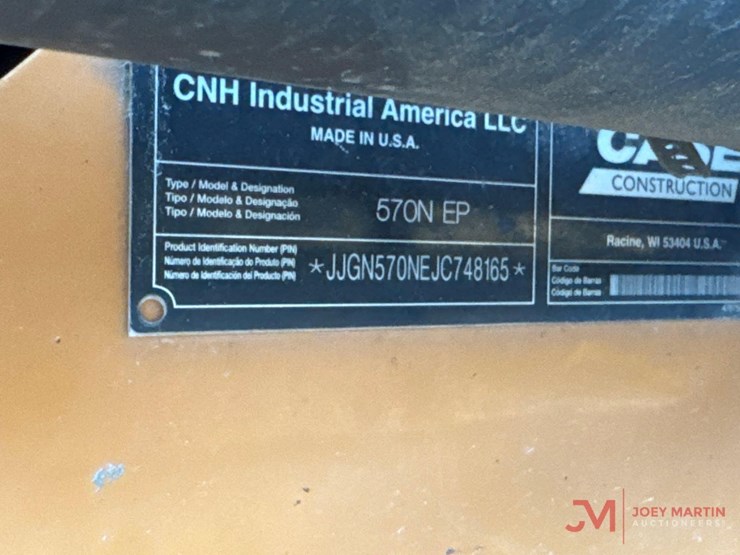 CNH Industrial America LLC
MADE IN U.S.A.
Type / Model & Designation
Tipo / Modelo & Designação
Tipo / Modelo & Designación
570N EP
Product Identification Number (PIN)
Número de Identificação do Produto (PIN)
Número de Identificación del Producto (PIN)
*JJGN570NEJC748165*
CASE
CONSTRUCTION
Racine, WI 53404 U.S.A.
Bar Code
Código de Barras
Código de Barras
JM JOEY MARTIN
AUCTIONEERS!